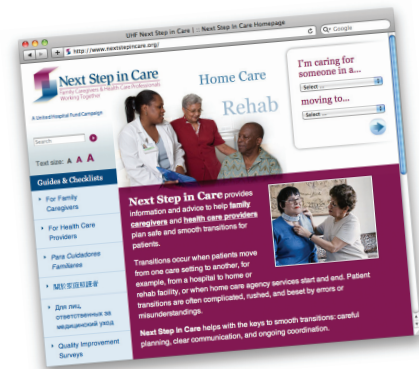 UHF Next Step in Care | :: Next Step in Care Homepage
http://www.nextstepincare.org/
Google
Next Step in Care
Family Caregivers & Health Care Professionals
Working Together
A United Hospital Fund Campaign
Home Care
Rehab
I'm caring for
someone in a...
Select ...
moving to...
Select ...
Search
Text size: A A A
Guides & Checklists
For Family
Caregivers
For Health Care
Providers
Para Cuidadores
Familiares
關於家庭照護者
Для лиц,
ответственных за
медицинский уход
Quality Improvement
Surveys
Next Step in Care provides
information and advice to help family
caregivers and health care providers
plan safe and smooth transitions for
patients.
Transitions occur when patients move
from one care setting to another, for
example, from a hospital to home or
rehab facility, or when home care agency services start and end. Patient
transitions are often complicated, rushed, and beset by errors or
misunderstandings.
Next Step in Care helps with the keys to smooth transitions: careful
planning, clear communication, and ongoing coordination.